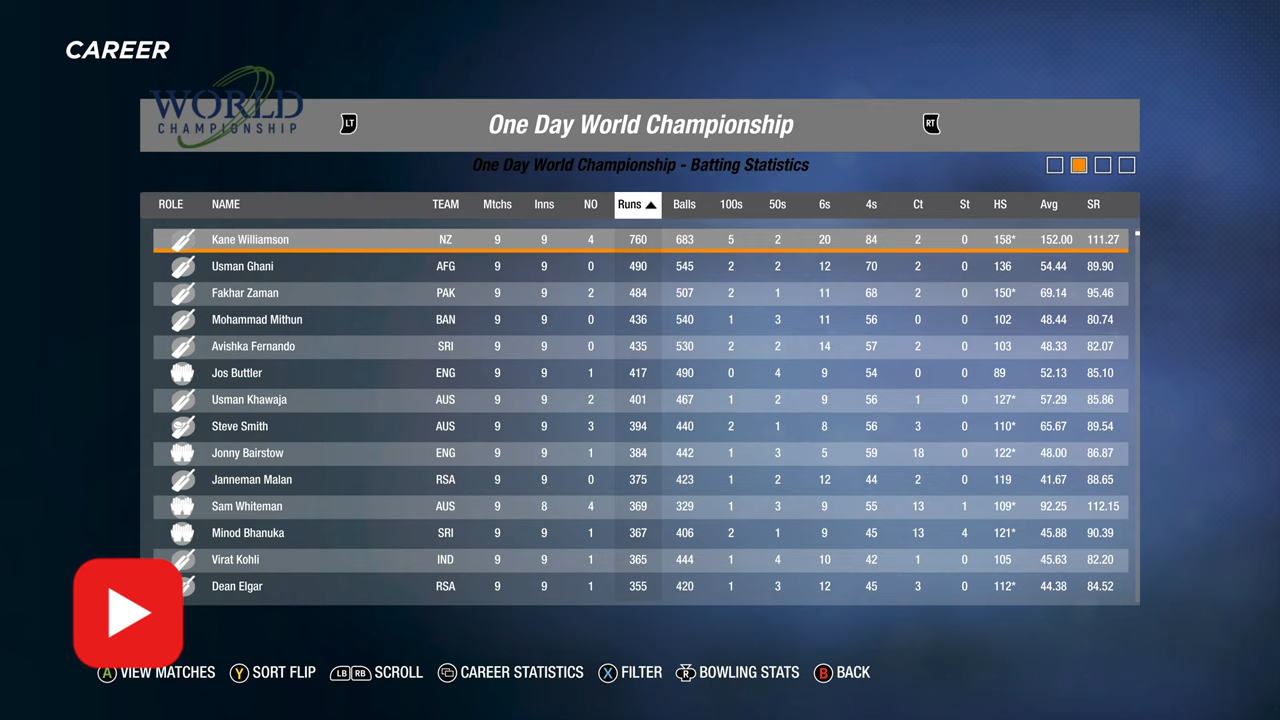 CAREER
WORLD
CHAMPIONSHIP
LT
One Day World Championship
RT
One Day World Championship - Batting Statistics
ROLE NAME TEAM Mtchs Inns NO Runs Balls 100s 50s 6s 4s Ct St HS Avg SR
Kane Williamson NZ 9 9 4 760 683 5 2 20 84 2 0 158* 152.00 111.27
Usman Ghani AFG 9 9 0 490 545 2 2 12 70 2 0 136 54.44 89.90
Fakhar Zaman PAK 9 9 2 484 507 2 1 11 68 2 0 150* 69.14 95.46
Mohammad Mithun BAN 9 9 0 436 540 1 3 11 56 0 0 102 48.44 80.74
Avishka Fernando SRI 9 9 0 435 530 2 2 14 57 2 0 103 48.33 82.07
Jos Buttler ENG 9 9 1 417 490 0 4 9 54 0 0 89 52.13 85.10
Usman Khawaja AUS 9 9 2 401 467 1 2 9 56 1 0 127* 57.29 85.86
Steve Smith AUS 9 9 3 394 440 2 1 8 56 3 0 110* 65.67 89.54
Jonny Bairstow ENG 9 9 1 384 442 1 3 5 59 18 0 122* 48.00 86.87
Janneman Malan RSA 9 9 0 375 423 1 2 12 44 2 0 119 41.67 88.65
Sam Whiteman AUS 9 8 4 369 329 1 3 9 55 13 1 109* 92.25 112.15
Minod Bhanuka SRI 9 9 1 367 406 2 1 9 45 13 4 121* 45.88 90.39
Virat Kohli IND 9 9 1 365 444 1 4 10 42 1 0 105 45.63 82.20
Dean Elgar RSA 9 9 1 355 420 1 3 12 45 3 0 112* 44.38 84.52
A VIEW MATCHES Y SORT FLIP LB RB SCROLL CAREER STATISTICS X FILTER R BOWLING STATS B BACK